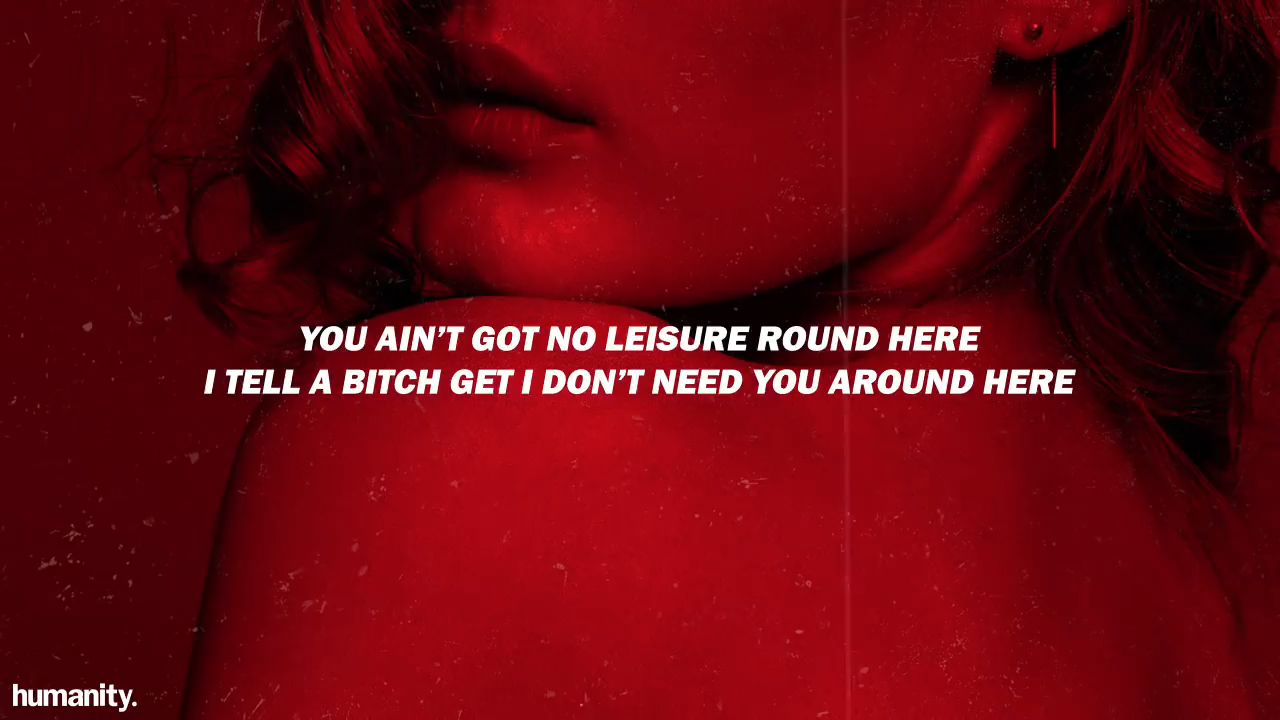 YOU AIN’T GOT NO LEISURE ROUND HERE
I TELL A BITCH GET I DON’T NEED YOU AROUND HERE
humanity.